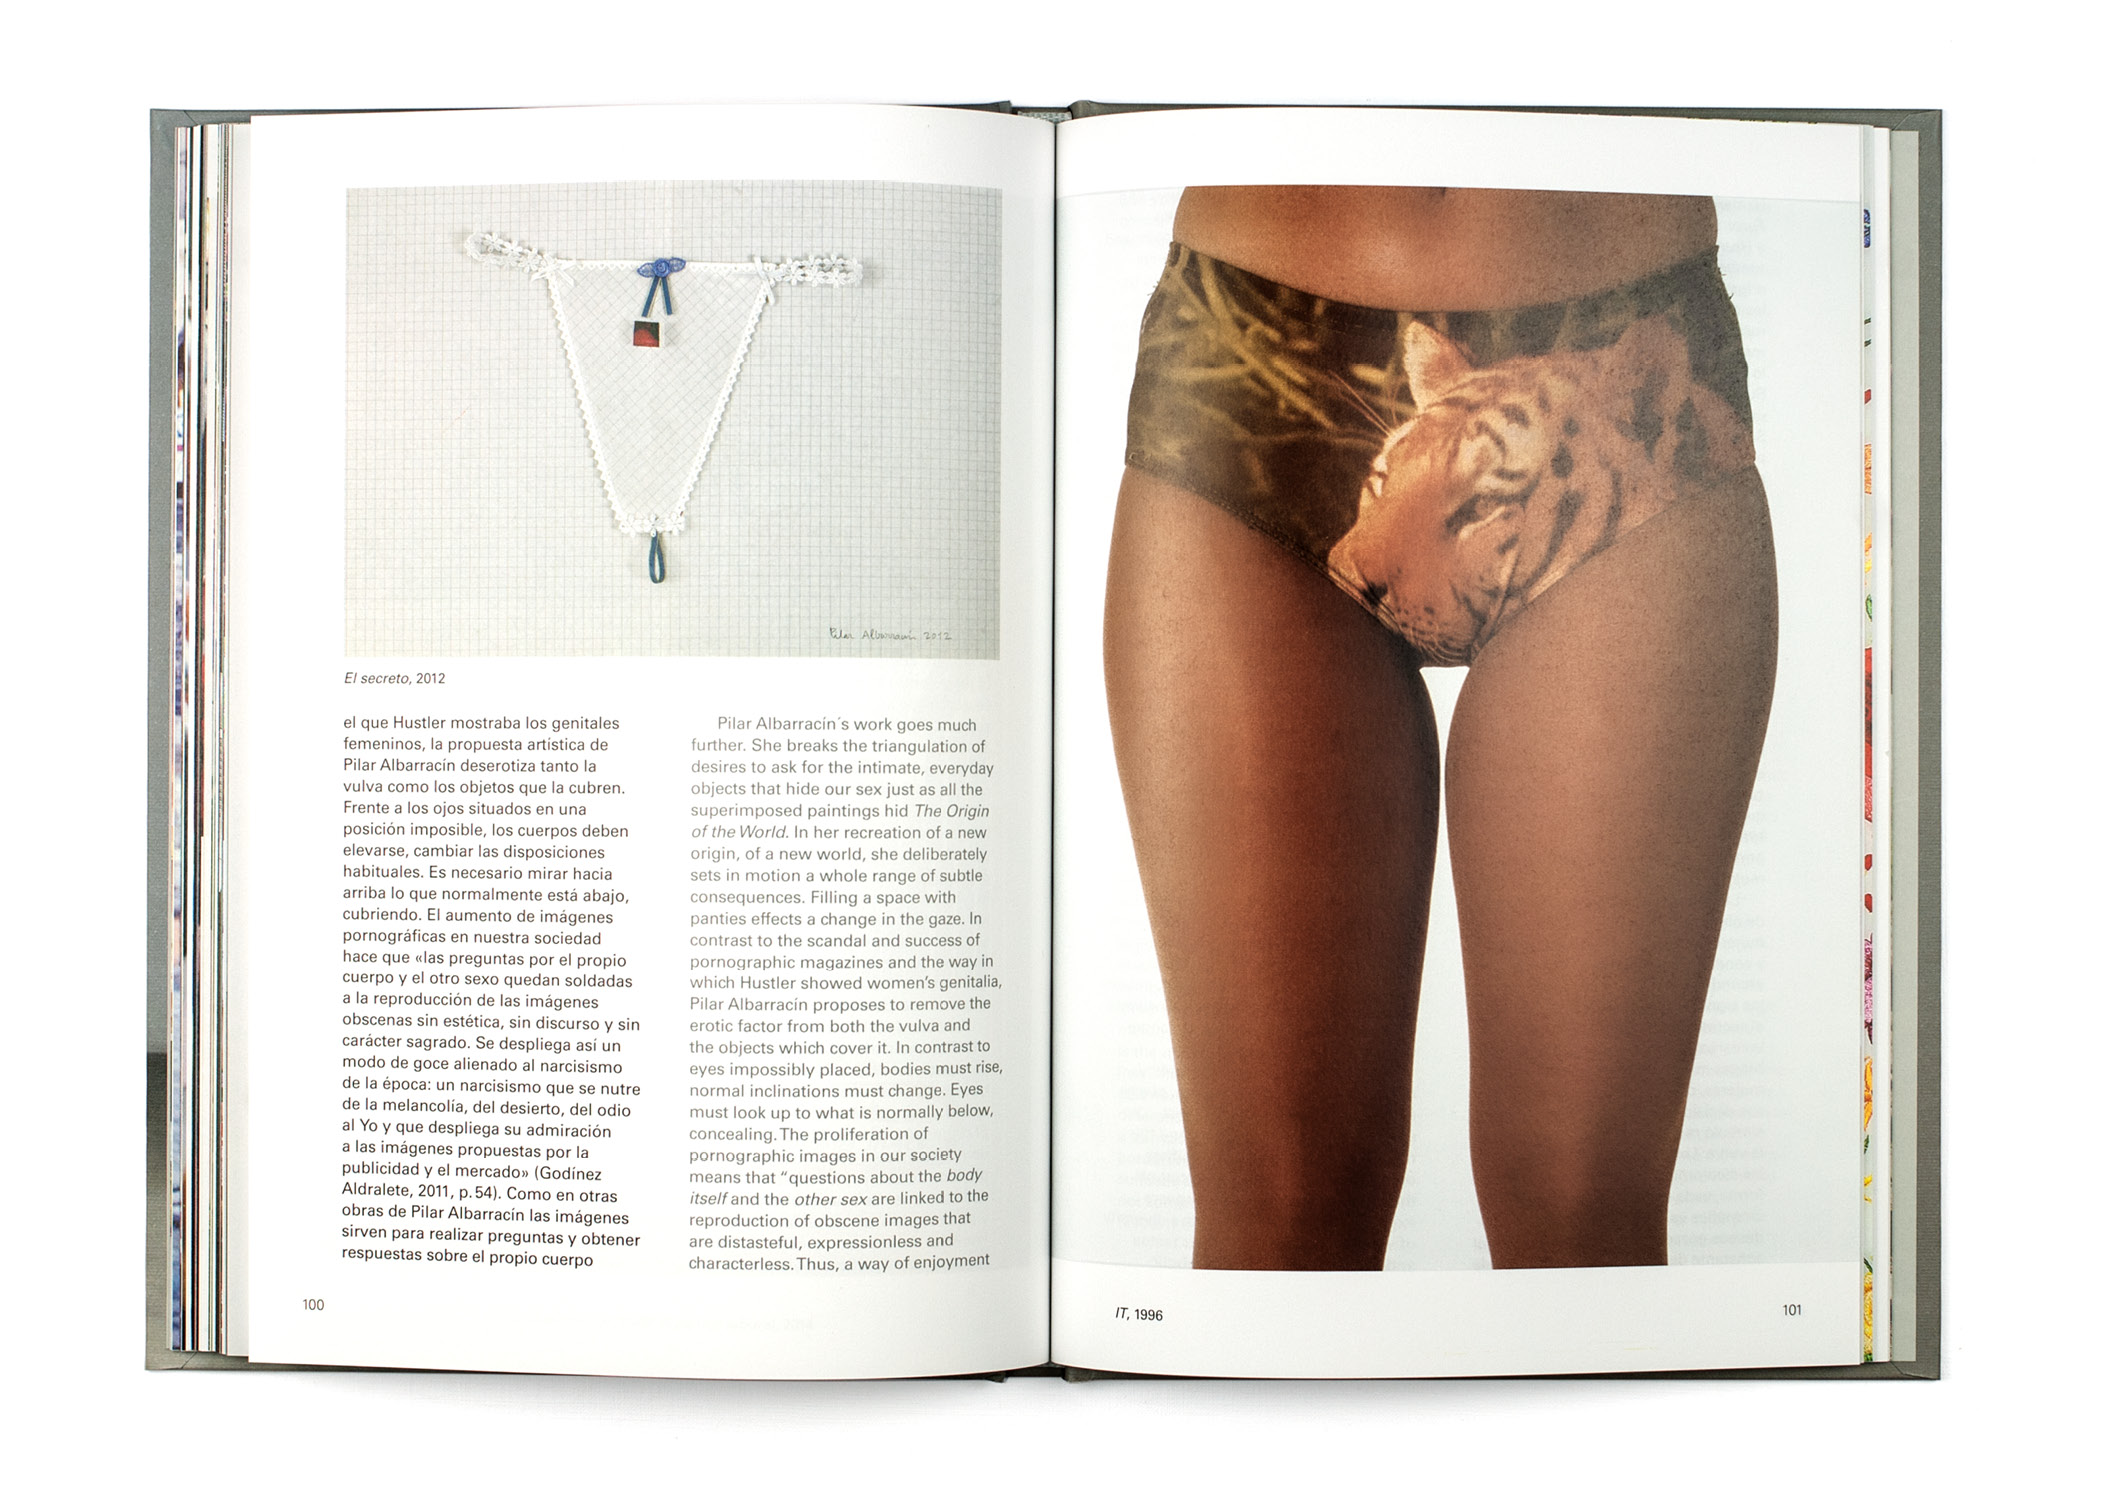 Pilar Albarracín 2012
El secreto, 2012
el que Hustler mostraba los genitales
femeninos, la propuesta artística de
Pilar Albarracín deserotiza tanto la
vulva como los objetos que la cubren.
Frente a los ojos situados en una
posición imposible, los cuerpos deben
elevarse, cambiar las disposiciones
habituales. Es necesario mirar hacia
arriba lo que normalmente está abajo,
cubriendo. El aumento de imágenes
pornográficas en nuestra sociedad
hace que «las preguntas por el propio
cuerpo y el otro sexo quedan soldadas
a la reproducción de las imágenes
obscenas sin estética, sin discurso y sin
carácter sagrado. Se despliega así un
modo de goce alienado al narcisismo
de la época: un narcisismo que se nutre
de la melancolía, del desierto, del odio
al Yo y que despliega su admiración
a las imágenes propuestas por la
publicidad y el mercado» (Godínez
Aldralete, 2011, p. 54). Como en otras
obras de Pilar Albarracín las imágenes
sirven para realizar preguntas y obtener
respuestas sobre el propio cuerpo
Pilar Albarracín´s work goes much
further. She breaks the triangulation of
desires to ask for the intimate, everyday
objects that hide our sex just as all the
superimposed paintings hid The Origin
of the World. In her recreation of a new
origin, of a new world, she deliberately
sets in motion a whole range of subtle
consequences. Filling a space with
panties effects a change in the gaze. In
contrast to the scandal and success of
pornographic magazines and the way in
which Hustler showed women's genitalia,
Pilar Albarracín proposes to remove the
erotic factor from both the vulva and
the objects which cover it. In contrast to
eyes impossibly placed, bodies must rise,
normal inclinations must change. Eyes
must look up to what is normally below,
concealing. The proliferation of
pornographic images in our society
means that “questions about the body
itself and the other sex are linked to the
reproduction of obscene images that
are distasteful, expressionless and
characterless. Thus, a way of enjoyment
100
IT, 1996
101